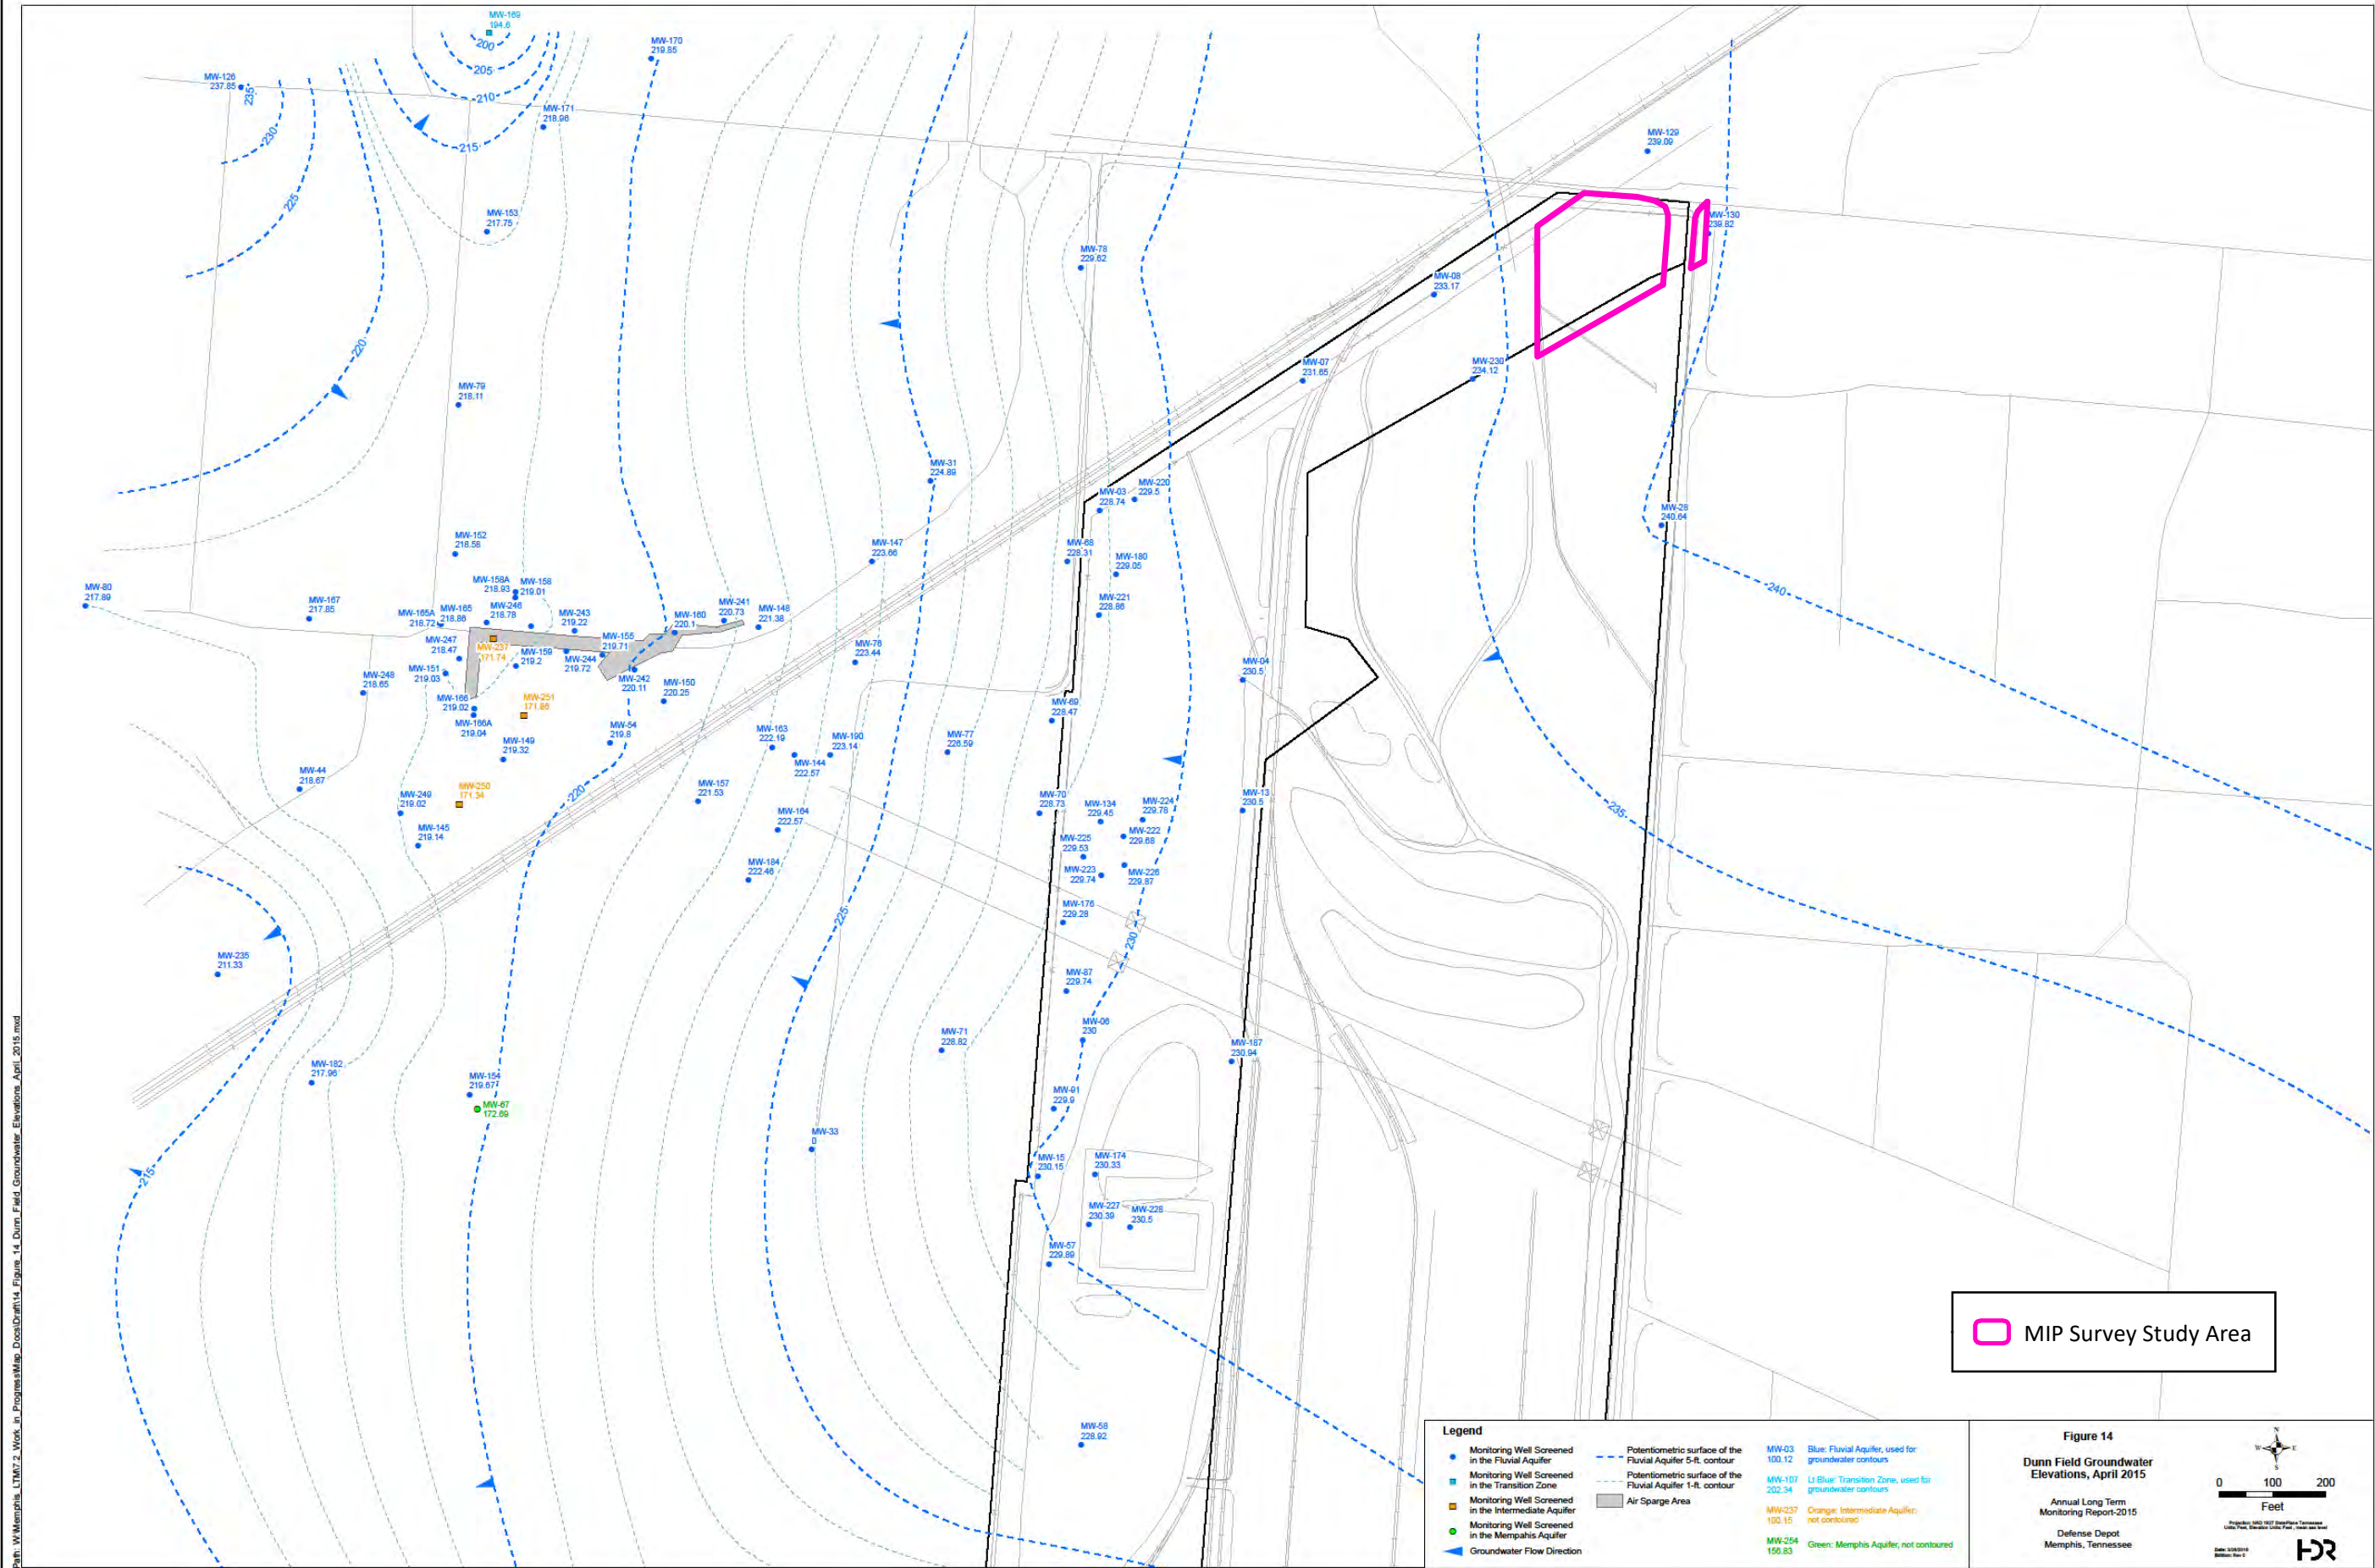 MW-169
194.6
200
205
210
215
MW-170
219.85
MW-126
237.85
235
230
225
220
MW-171
218.98
MW-153
217.75
MW-129
239.09
MW-130
239.82
MW-78
229.62
MW-08
233.17
MW-07
231.65
MW-230
234.12
MW-79
218.11
MW-31
224.89
MW-03
228.74
MW-220
229.5
MW-28
240.64
MW-152
218.58
MW-147
223.66
MW-68
228.31
MW-180
229.05
MW-80
217.89
MW-167
217.85
MW-158A
218.93
MW-158
219.01
MW-165A
218.72
MW-165
218.86
MW-246
218.78
MW-243
219.22
MW-160
220.1
MW-241
220.73
MW-148
221.38
MW-221
228.86
240
MW-247
218.47
MW-237
171.74
MW-159
219.2
MW-155
219.71
MW-244
219.72
MW-76
223.44
MW-04
230.5
MW-248
218.65
MW-151
219.03
MW-242
220.11
MW-150
220.25
MW-166
219.02
MW-251
171.86
MW-69
228.47
MW-166A
219.04
MW-54
219.8
MW-163
222.19
MW-190
223.14
MW-149
219.32
MW-77
226.59
MW-144
222.57
MW-44
218.67
MW-250
171.34
220
MW-157
221.53
MW-249
219.02
MW-164
222.57
MW-70
228.73
MW-134
229.45
MW-224
229.78
MW-13
230.5
235
MW-145
219.14
MW-225
229.53
MW-222
229.68
MW-184
222.46
MW-223
229.74
MW-226
229.87
MW-176
229.28
225
230
MW-235
211.33
MW-87
229.74
MW-06
230
MW-71
228.82
MW-187
230.94
MW-182
217.96
MW-154
219.67
MW-67
172.69
MW-91
229.9
MW-33
0
215
MW-15
230.15
MW-174
230.33
MW-227
230.39
MW-228
230.5
MW-57
229.89
MW-58
228.92
MIP Survey Study Area
Legend
Monitoring Well Screened
in the Fluvial Aquifer
Monitoring Well Screened
in the Transition Zone
Monitoring Well Screened
in the Intermediate Aquifer
Monitoring Well Screened
in the Memphis Aquifer
Groundwater Flow Direction
Potentiometric surface of the
Fluvial Aquifer 5-ft. contour
Potentiometric surface of the
Fluvial Aquifer 1-ft. contour
Air Sparge Area
MW-03
100.12
Blue: Fluvial Aquifer, used for
groundwater contours
MW-107
202.34
Lt Blue: Transition Zone, used for
groundwater contours
MW-237
100.15
Orange: Intermediate Aquifer,
not contoured
MW-254
156.83
Green: Memphis Aquifer, not contoured
Figure 14
Dunn Field Groundwater
Elevations, April 2015
Annual Long Term
Monitoring Report-2015
Defense Depot
Memphis, Tennessee
N
W E
S
0 100 200
Feet
HDR
Path: W:\Memphis_LTM\7.2_Work_in_Progress\Map_Docs\Draft\14_Figure_14_Dunn_Field_Groundwater_Elevations_April_2015.mxd